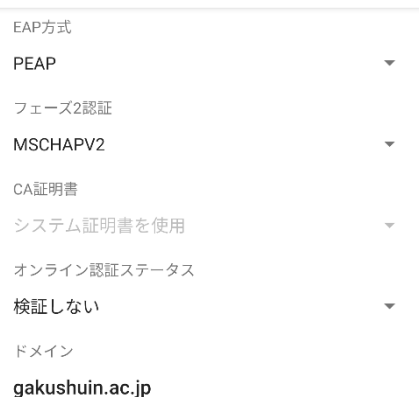 EAP方式
PEAP
フェーズ2認証
MSCHAPV2
CA証明書
システム証明書を使用
オンライン認証ステータス
検証しない
ドメイン
gakushuin.ac.jp